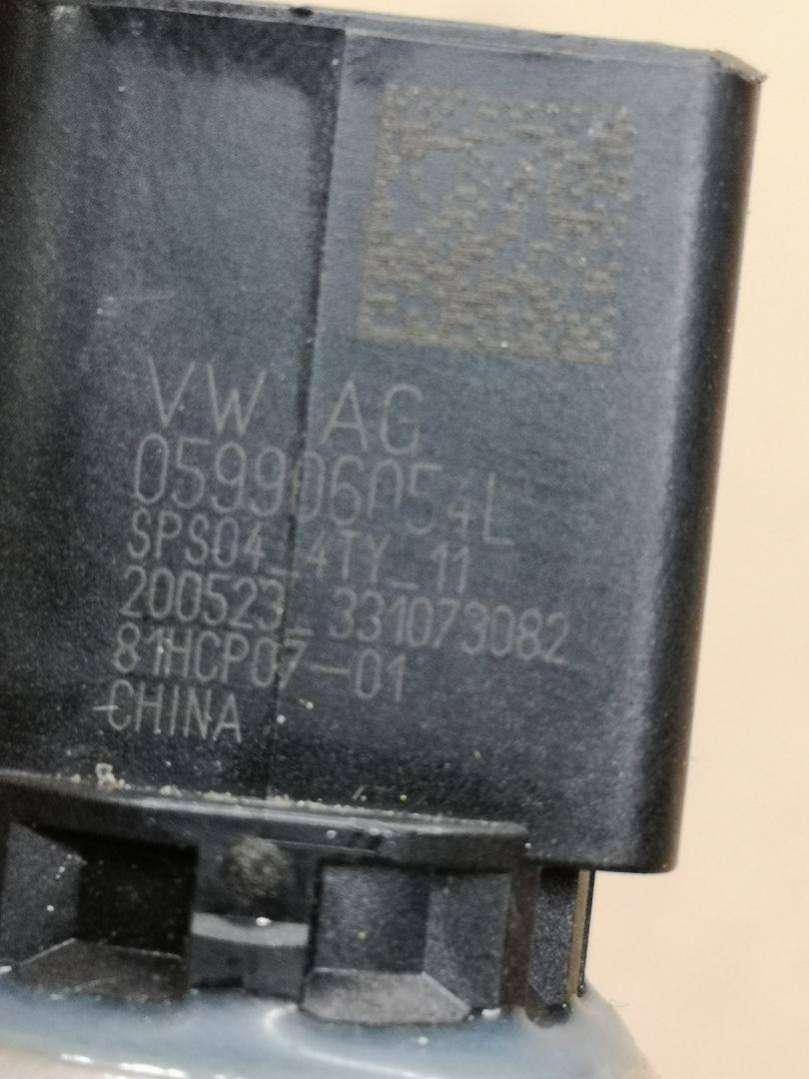 VW AG
059906054L
SPS04_4TY_11
200523_331073082
81HCP07-01
CHINA